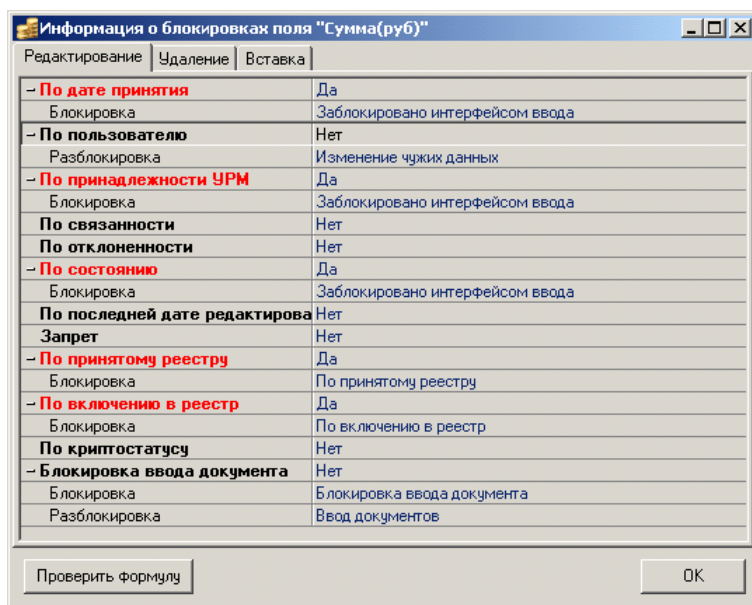 Информация о блокировках поля "Сумма(руб)"
Редактирование Удаление Вставка
По дате принятия Да
Блокировка Заблокировано интерфейсом ввода
По пользователю Нет
Разблокировка Изменение чужих данных
По принадлежности УРМ Да
Блокировка Заблокировано интерфейсом ввода
По связанности Нет
По отклоненности Нет
По состоянию Да
Блокировка Заблокировано интерфейсом ввода
По последней дате редактирова Нет
Запрет Нет
По принятому реестру Да
Блокировка По принятому реестру
По включению в реестр Да
Блокировка По включению в реестр
По криптостатусу Нет
Блокировка ввода документа Нет
Блокировка Блокировка ввода документа
Разблокировка Ввод документов
Проверить формулу OK